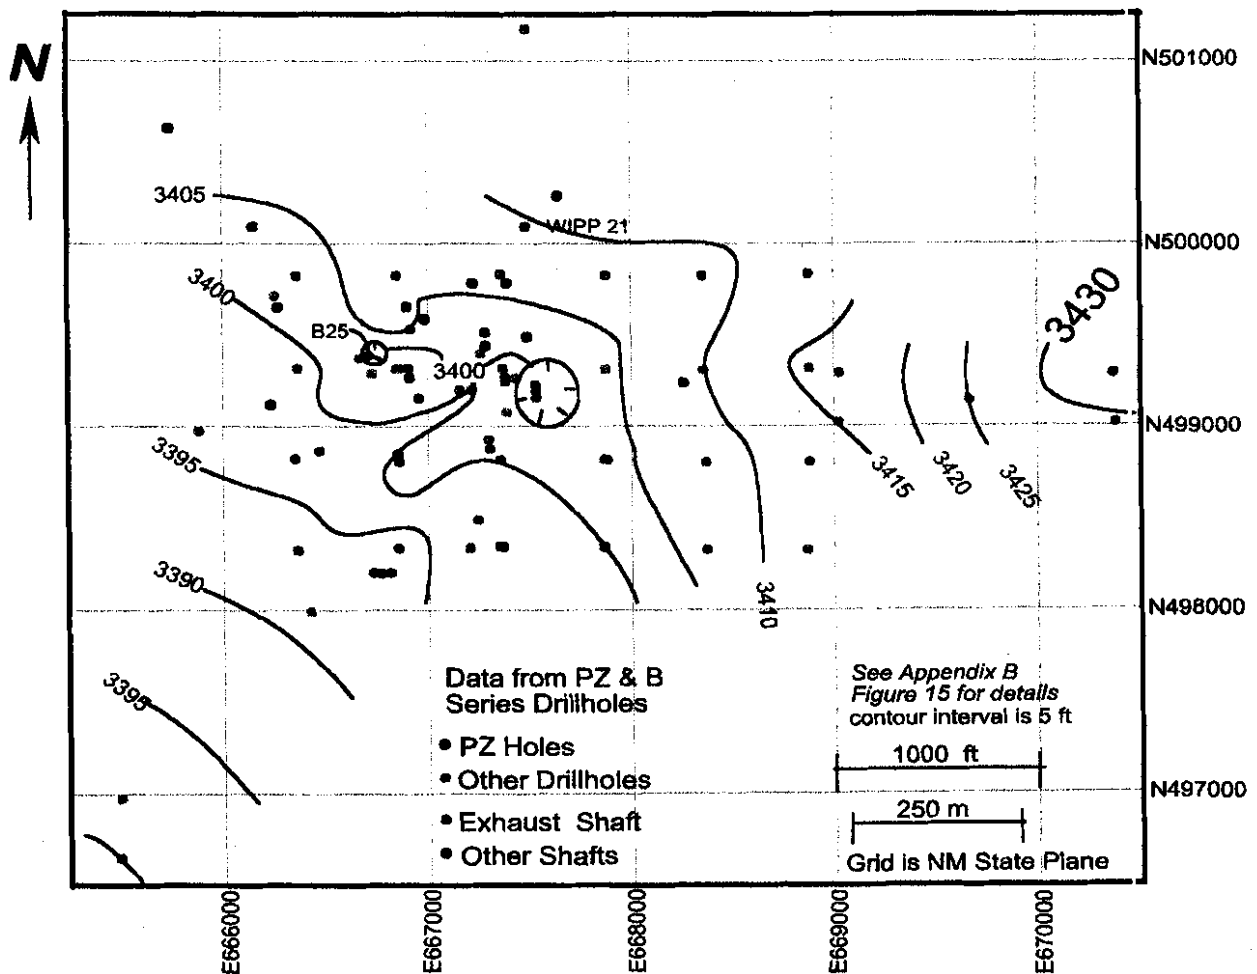 N
N501000
3405
WIPP 21
N500000
3400
3430
B25
3400
N499000
3395
3415
3420
3425
3390
3410
N498000
3395
Data from PZ & B
Series Drillholes
PZ Holes
Other Drillholes
Exhaust Shaft
Other Shafts
See Appendix B
Figure 15 for details
contour interval is 5 ft
1000 ft
250 m
Grid is NM State Plane
N497000
E666000
E667000
E668000
E669000
E670000